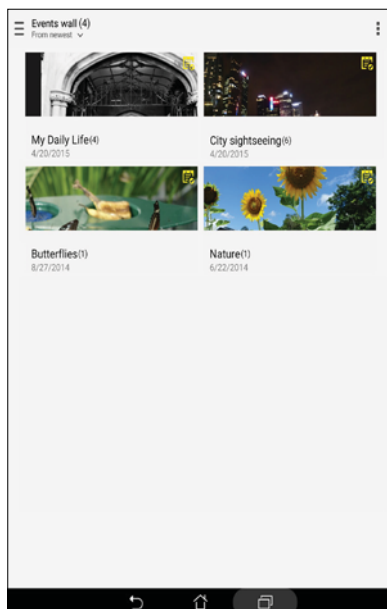 Events wall (4)
From newest
My Daily Life(4)
4/20/2015
City sightseeing(6)
4/20/2015
Butterflies(1)
8/27/2014
Nature(1)
6/22/2014